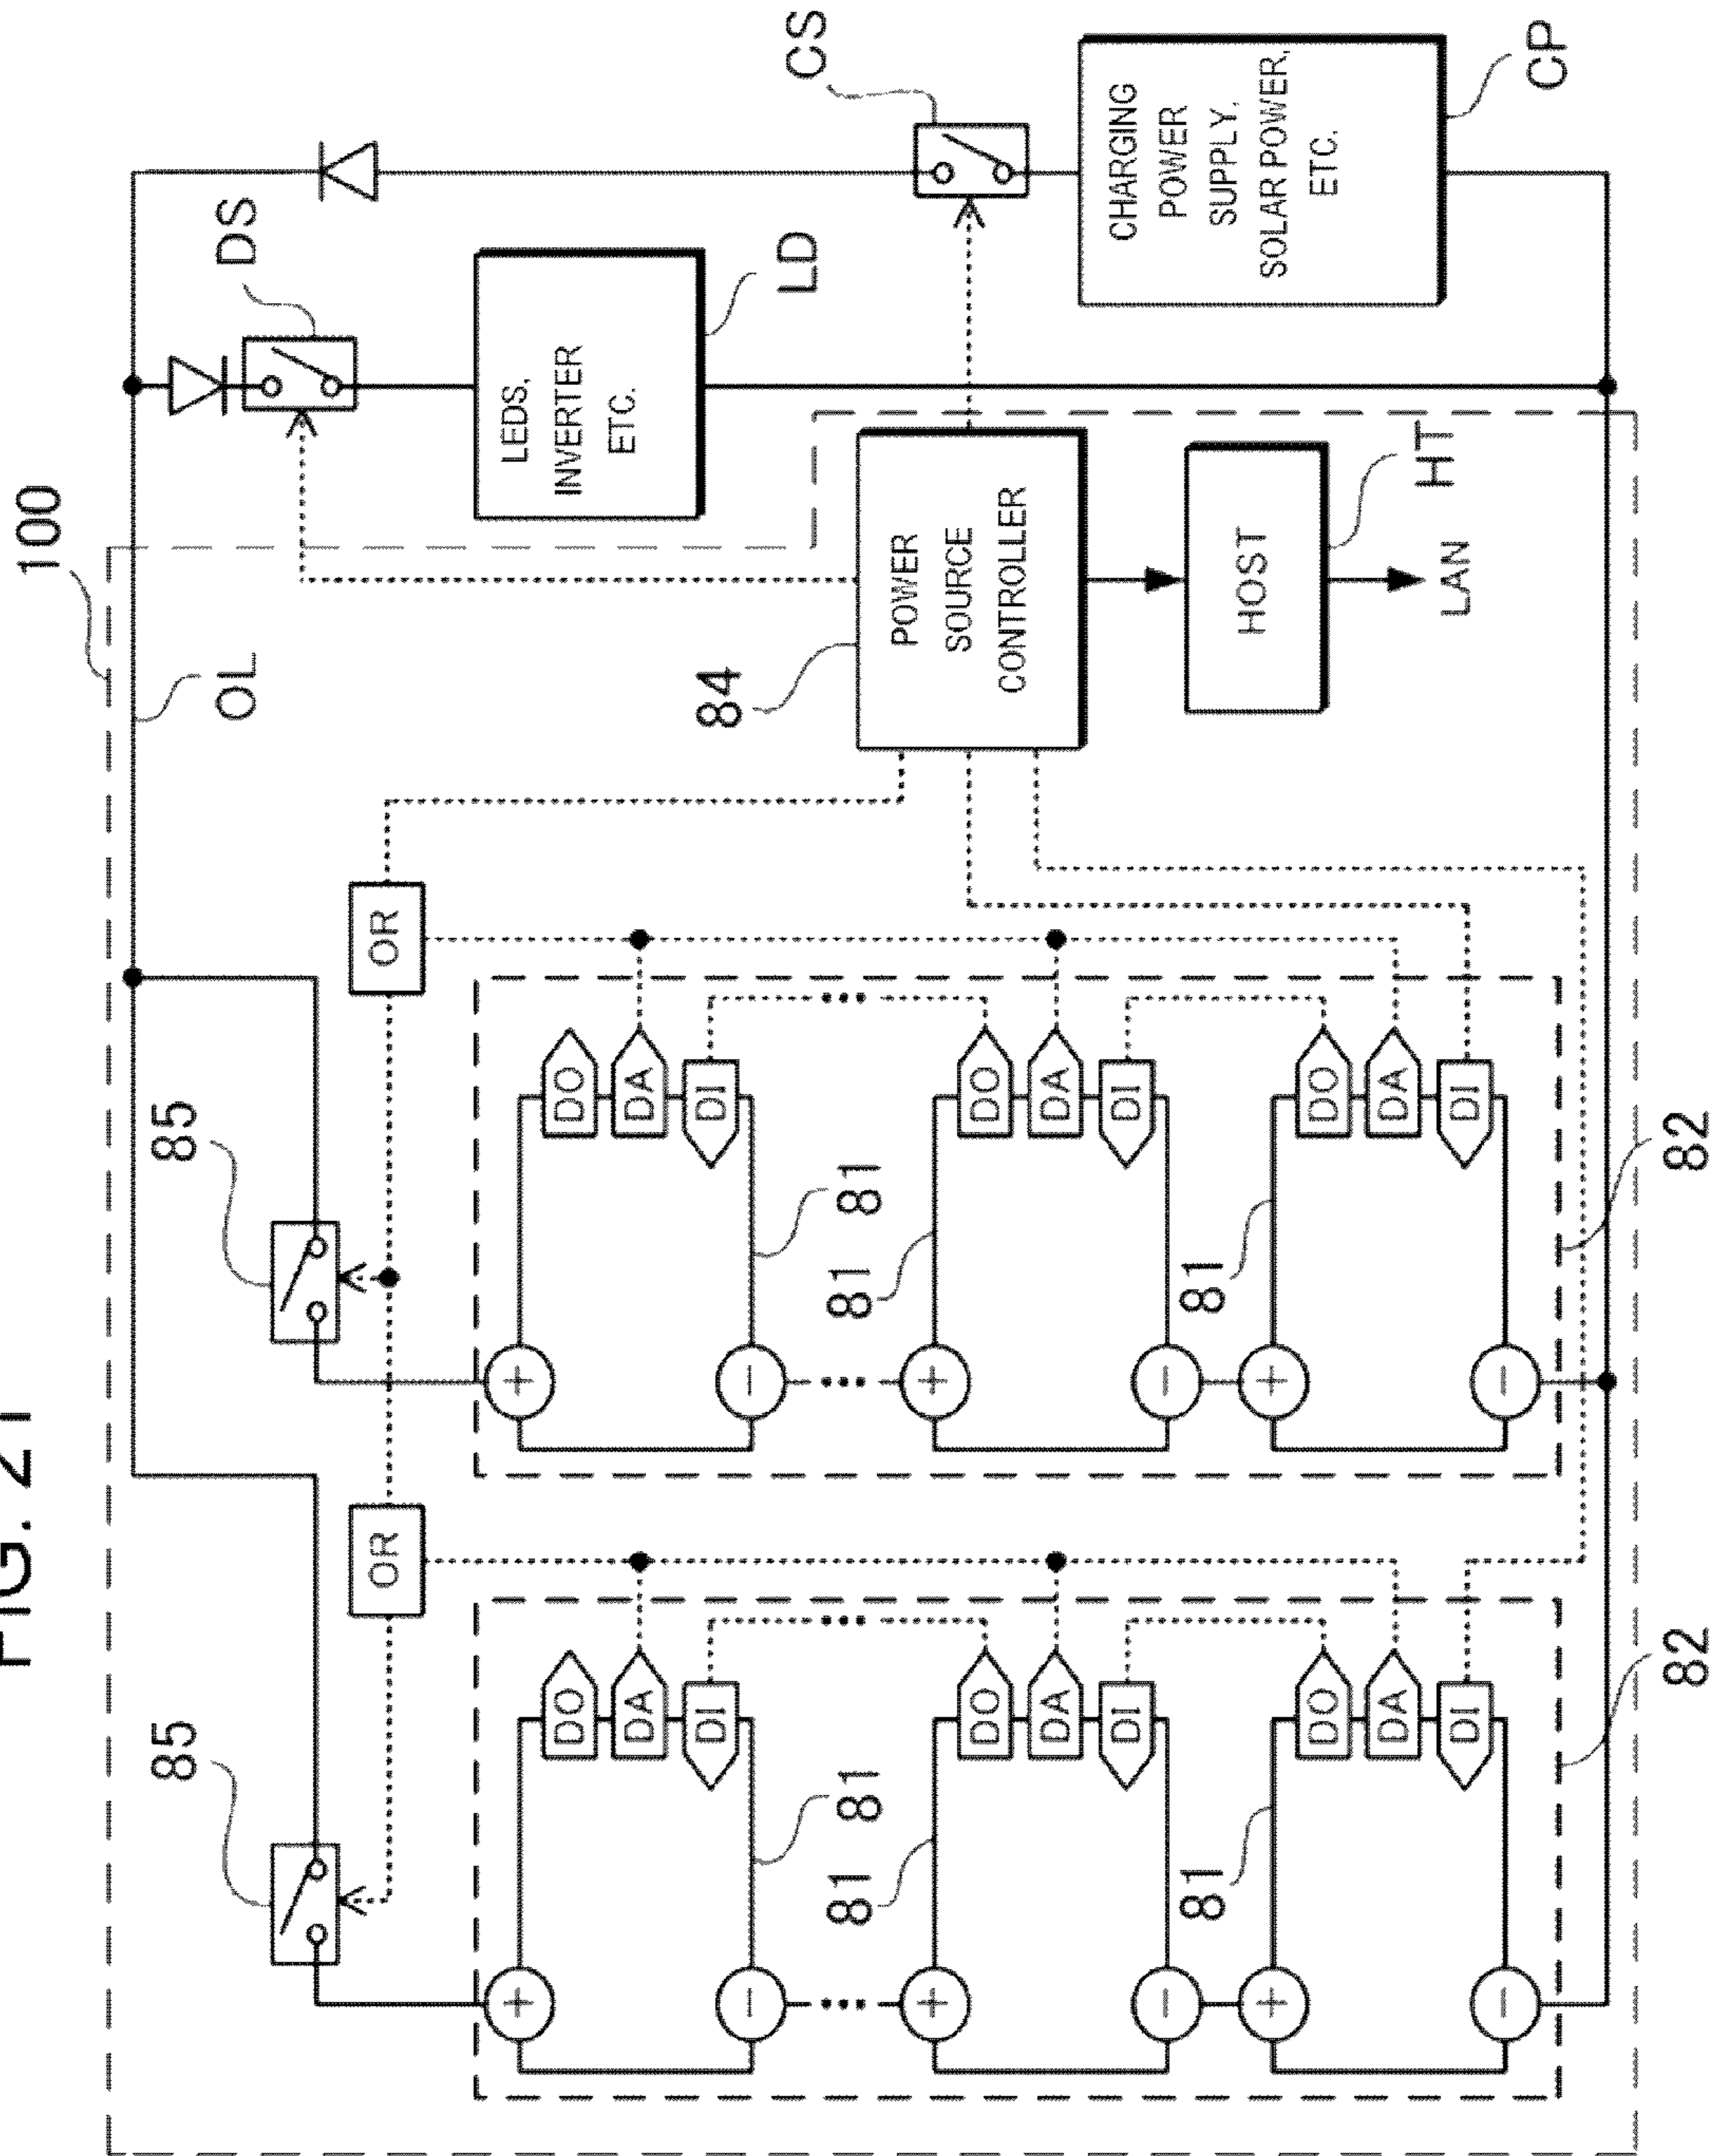 FIG. 21
100
OL
85
85
OR
OR
DS
CS
LEDS,
INVERTER
ETC.
LD
CHARGING
POWER
SUPPLY,
SOLAR POWER,
ETC.
CP
84
POWER
SOURCE
CONTROLLER
HOST
HT
LAN
+
DO
DA
DI
−
81
+
DO
DA
DI
−
81
+
DO
DA
DI
−
81
82
+
DO
DA
DI
−
81
+
DO
DA
DI
−
81
+
DO
DA
DI
−
81
82